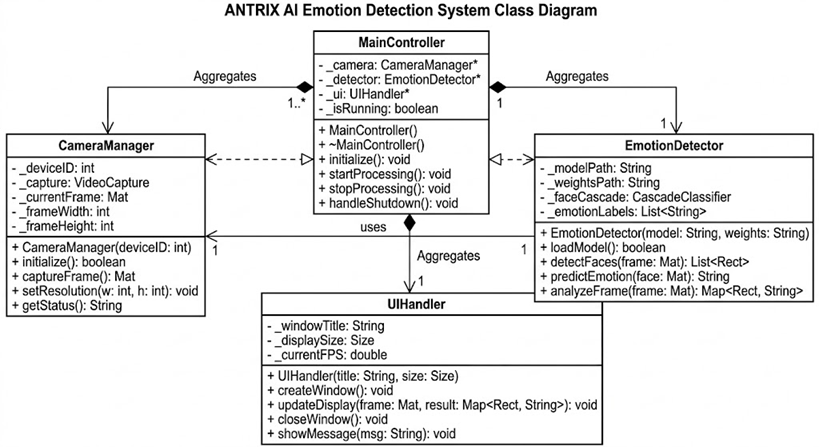 ANTRIX AI Emotion Detection System Class Diagram
MainController
- _camera: CameraManager*
- _detector: EmotionDetector*
- _ui: UIHandler*
- _isRunning: boolean
+ MainController()
+ ~MainController()
+ initialize(): void
+ startProcessing(): void
+ stopProcessing(): void
+ handleShutdown(): void
Aggregates
1..*
Aggregates
1
1
CameraManager
- _deviceID: int
- _capture: VideoCapture
- _currentFrame: Mat
- _frameWidth: int
- _frameHeight: int
+ CameraManager(deviceID: int)
+ initialize(): boolean
+ captureFrame(): Mat
+ setResolution(w: int, h: int): void
+ getStatus(): String
EmotionDetector
- _modelPath: String
- _weightsPath: String
- _faceCascade: CascadeClassifier
- _emotionLabels: List<String>
+ EmotionDetector(model: String, weights: String)
+ loadModel(): boolean
+ detectFaces(frame: Mat): List<Rect>
+ predictEmotion(face: Mat): String
+ analyzeFrame(frame: Mat): Map<Rect, String>
uses
1
1
Aggregates
1
UIHandler
- _windowTitle: String
- _displaySize: Size
- _currentFPS: double
+ UIHandler(title: String, size: Size)
+ createWindow(): void
+ updateDisplay(frame: Mat, result: Map<Rect, String>): void
+ closeWindow(): void
+ showMessage(msg: String): void